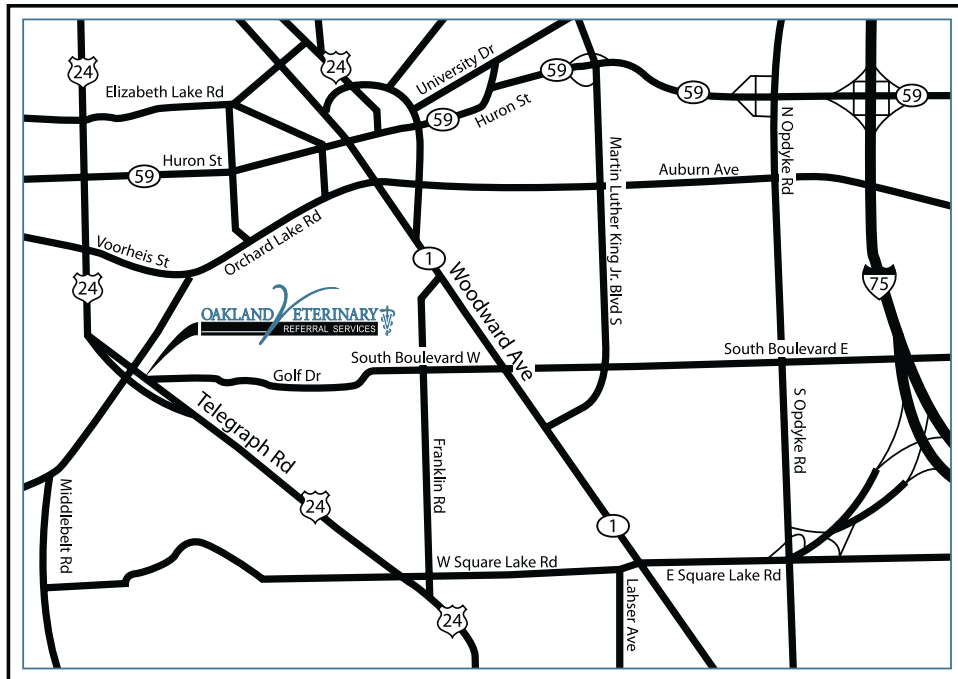 24
24
University Dr
59
59
59
Elizabeth Lake Rd
59
Huron St
N Opdyke Rd
Huron St
59
Martin Luther King Jr. Blvd S
Auburn Ave
Orchard Lake Rd
Voorheis St
1
Woodward Ave
24
75
OAKLAND VETERINARY
REFERRAL SERVICES
South Boulevard W
South Boulevard E
Golf Dr
Telegraph Rd
S Opdyke Rd
Franklin Rd
Middlebelt Rd
24
1
W Square Lake Rd
E Square Lake Rd
Lahser Ave
24